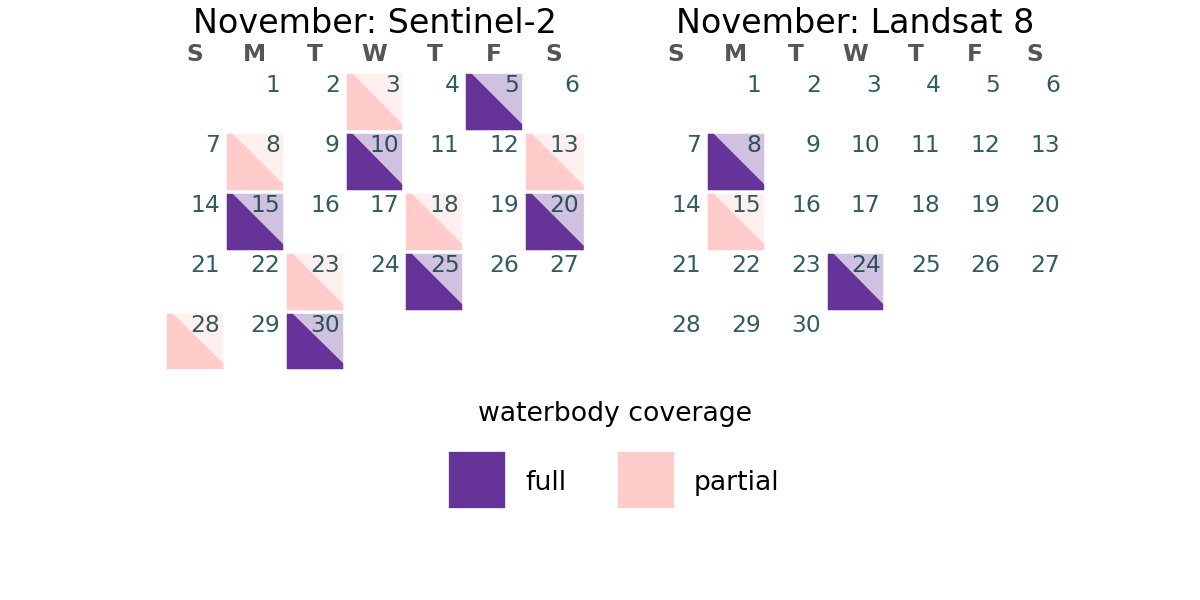 November: Sentinel-2
S M T W T F S
1 2 3 4 5 6
7 8 9 10 11 12 13
14 15 16 17 18 19 20
21 22 23 24 25 26 27
28 29 30
November: Landsat 8
S M T W T F S
1 2 3 4 5 6
7 8 9 10 11 12 13
14 15 16 17 18 19 20
21 22 23 24 25 26 27
28 29 30
waterbody coverage
full
partial